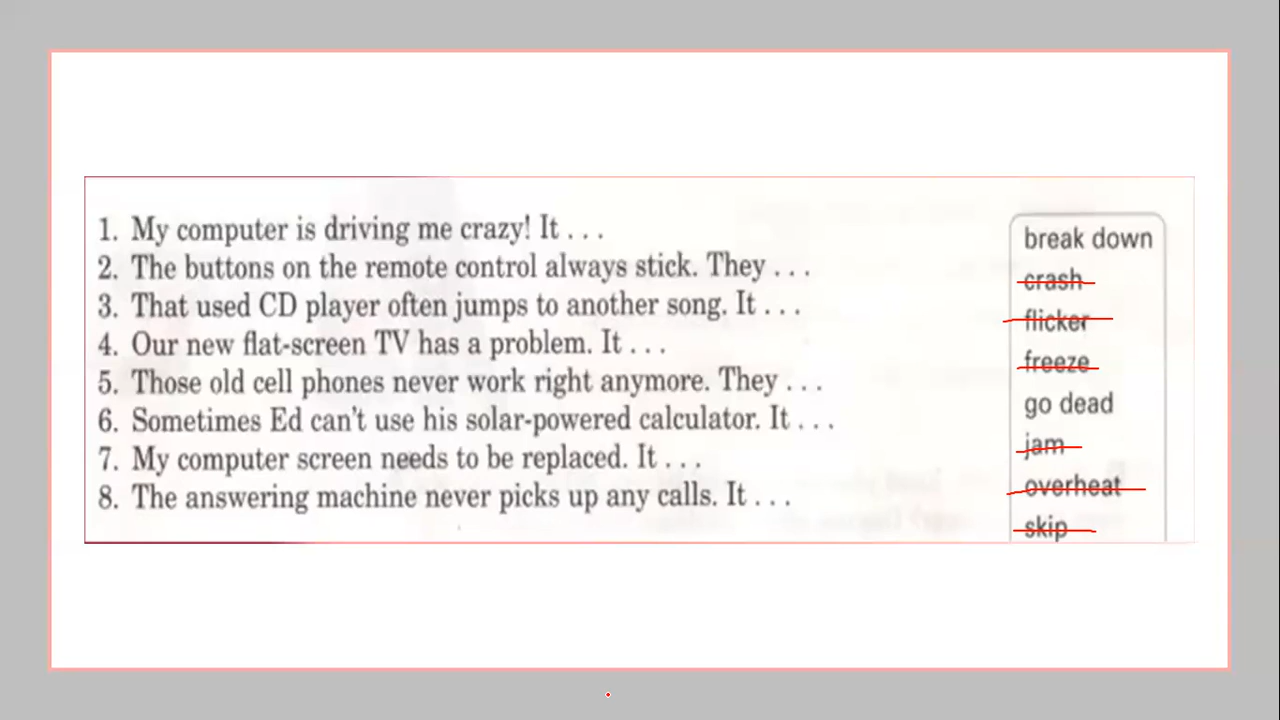 1. My computer is driving me crazy! It . . .
2. The buttons on the remote control always stick. They . . .
3. That used CD player often jumps to another song. It . . .
4. Our new flat-screen TV has a problem. It . . .
5. Those old cell phones never work right anymore. They . . .
6. Sometimes Ed can't use his solar-powered calculator. It . . .
7. My computer screen needs to be replaced. It . . .
8. The answering machine never picks up any calls. It . . .
break down
crash
flicker
freeze
go dead
jam
overheat
skip